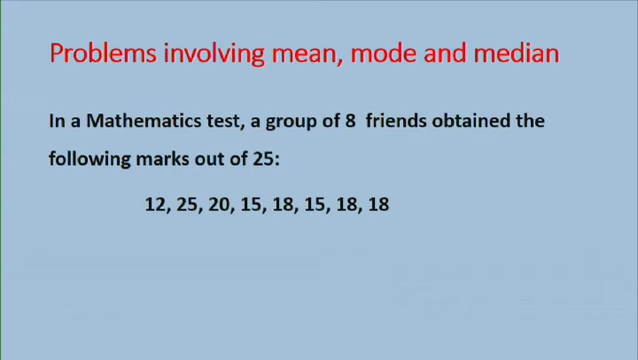 Problems involving mean, mode and median
In a Mathematics test, a group of 8 friends obtained the
following marks out of 25:
12, 25, 20, 15, 18, 15, 18, 18